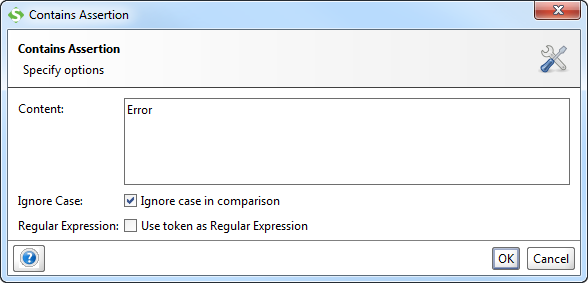 Contains Assertion
Contains Assertion
Specify options
Content:
Error
Ignore Case: Ignore case in comparison
Regular Expression: Use token as Regular Expression
OK Cancel